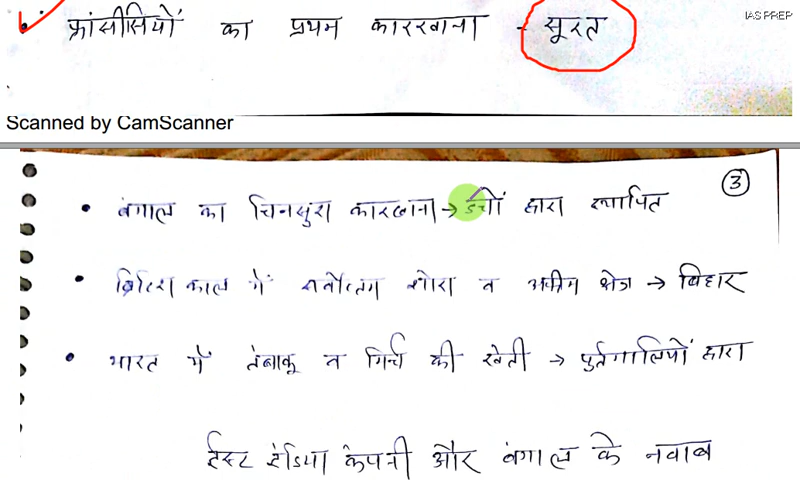 IAS PREP
• फ्रांसीसियों का प्रथम कारखाना - सूरत
Scanned by CamScanner
3
• बंगाल का चिनसुरा कारखाना → डचों द्वारा स्थापित
• ब्रिटिश काल में सर्वोत्तम शोरा व अफीम क्षेत्र → बिहार
• भारत में तंबाकू व मिर्च की खेती → पुर्तगालियों द्वारा
ईस्ट इंडिया कंपनी और बंगाल के नवाब